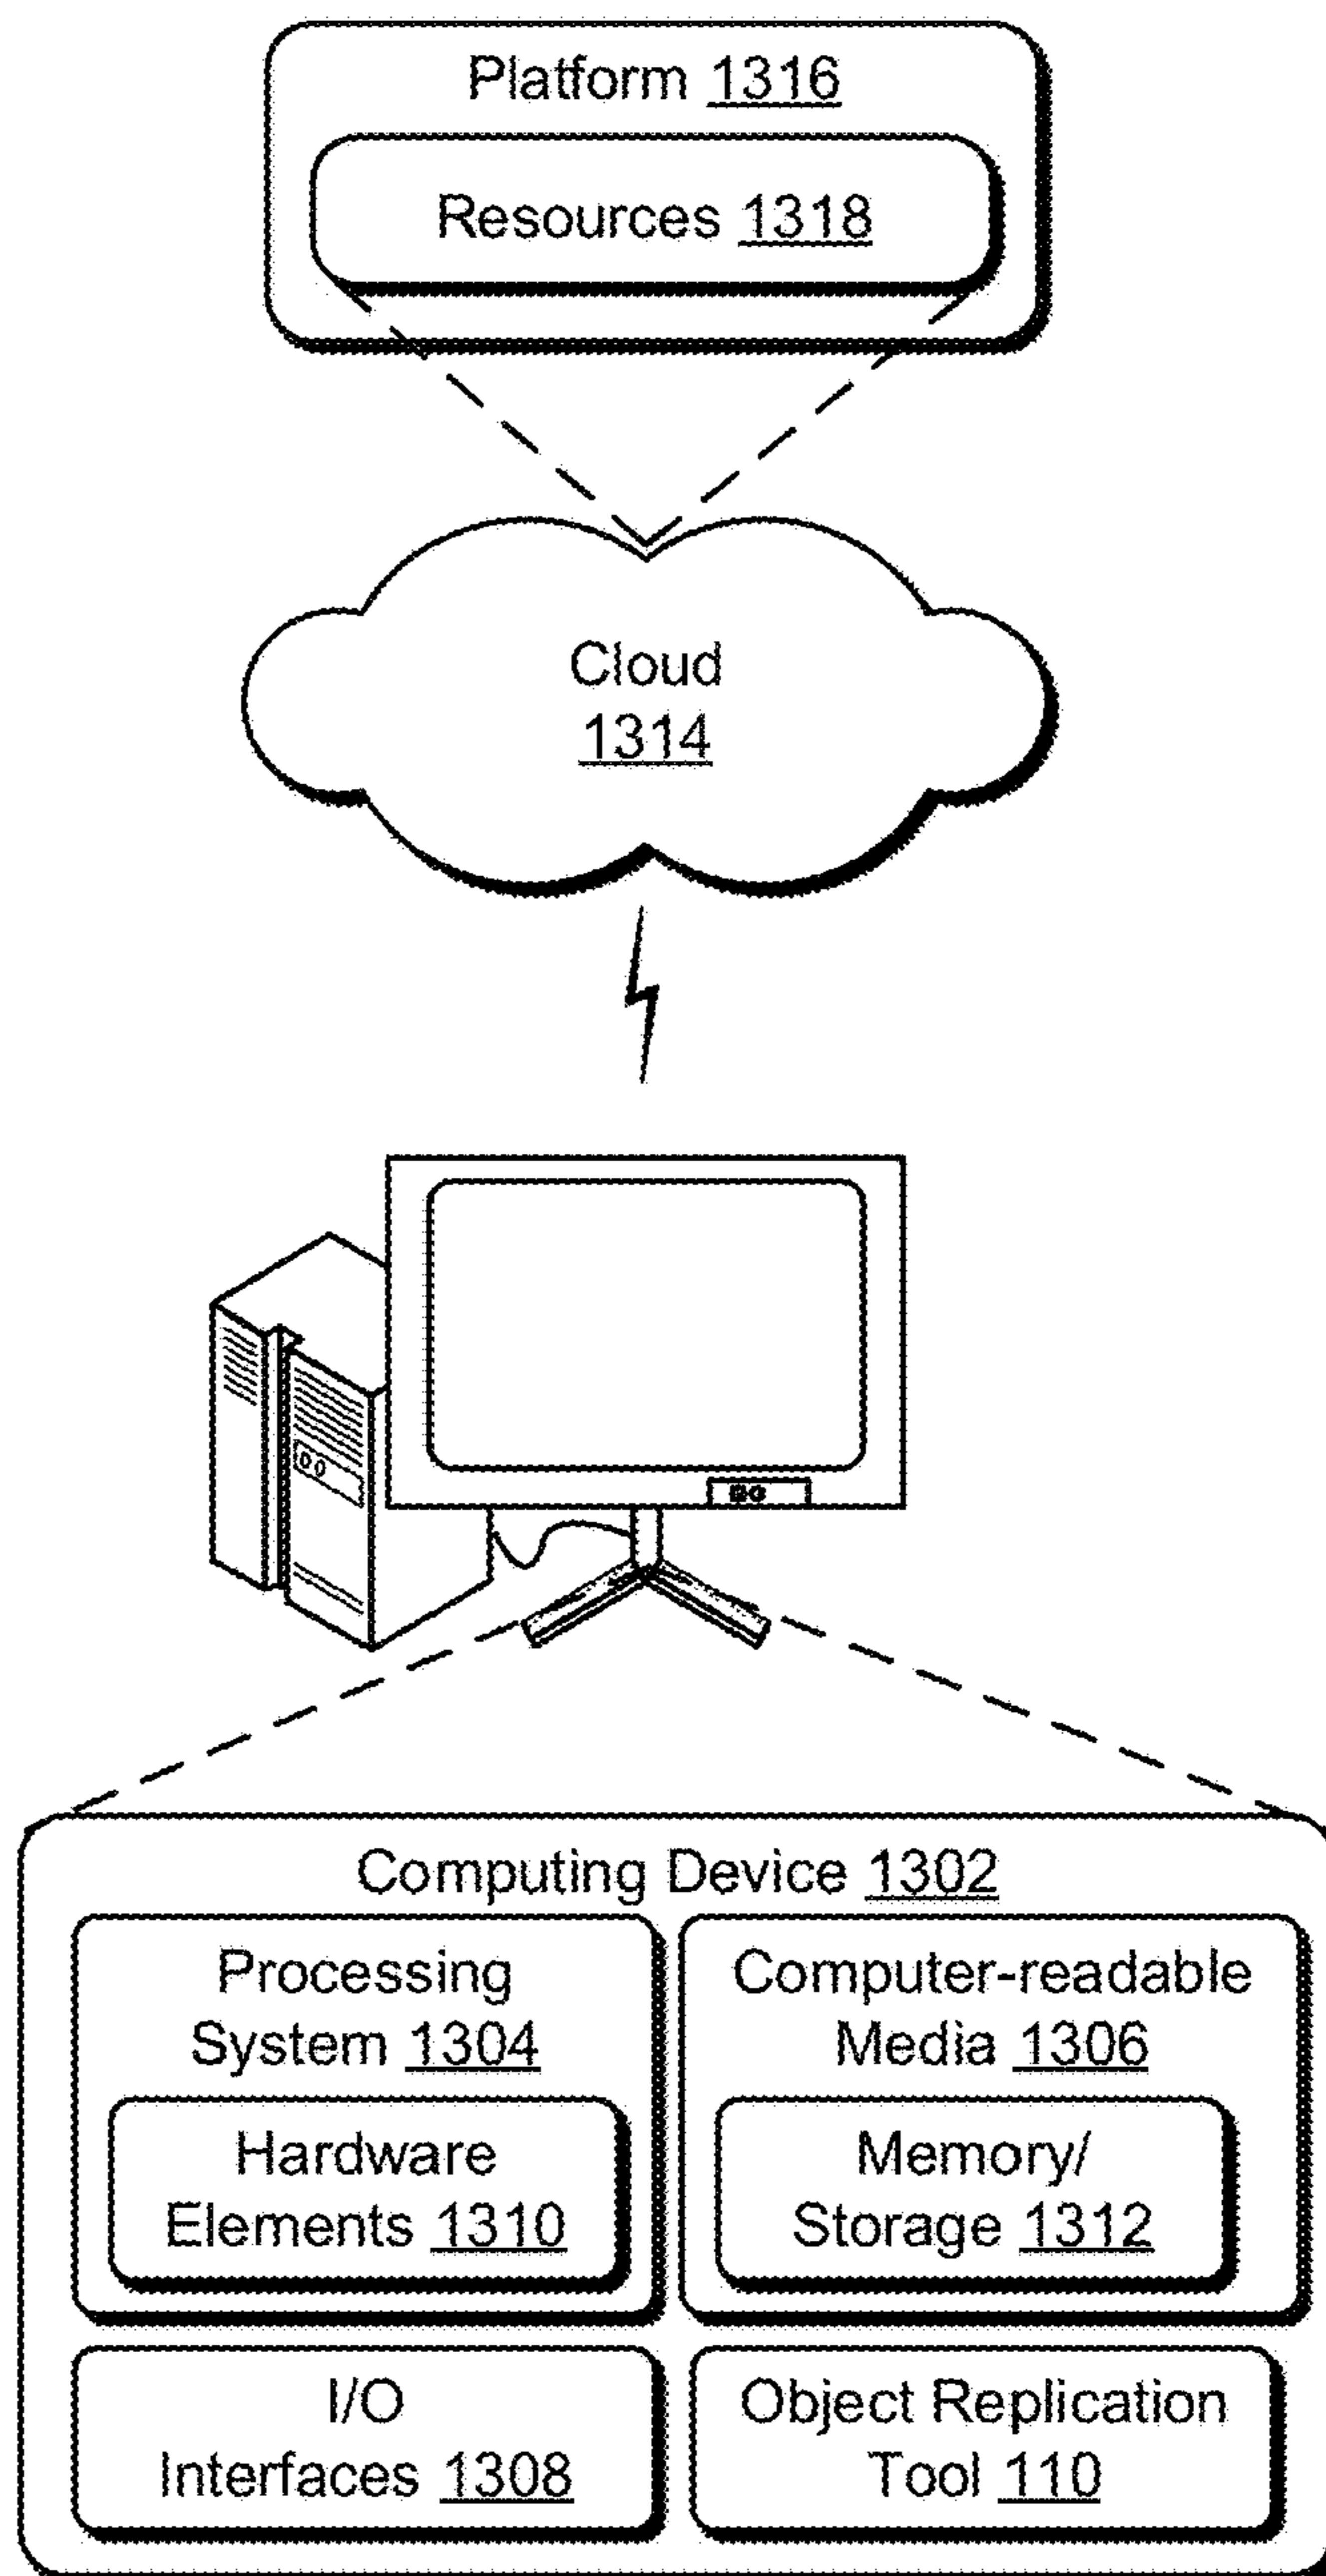 Platform 1316
Resources 1318
Cloud
1314
Computing Device 1302
Processing
System 1304
Hardware
Elements 1310
Computer-readable
Media 1306
Memory/
Storage 1312
I/O
Interfaces 1308
Object Replication
Tool 110